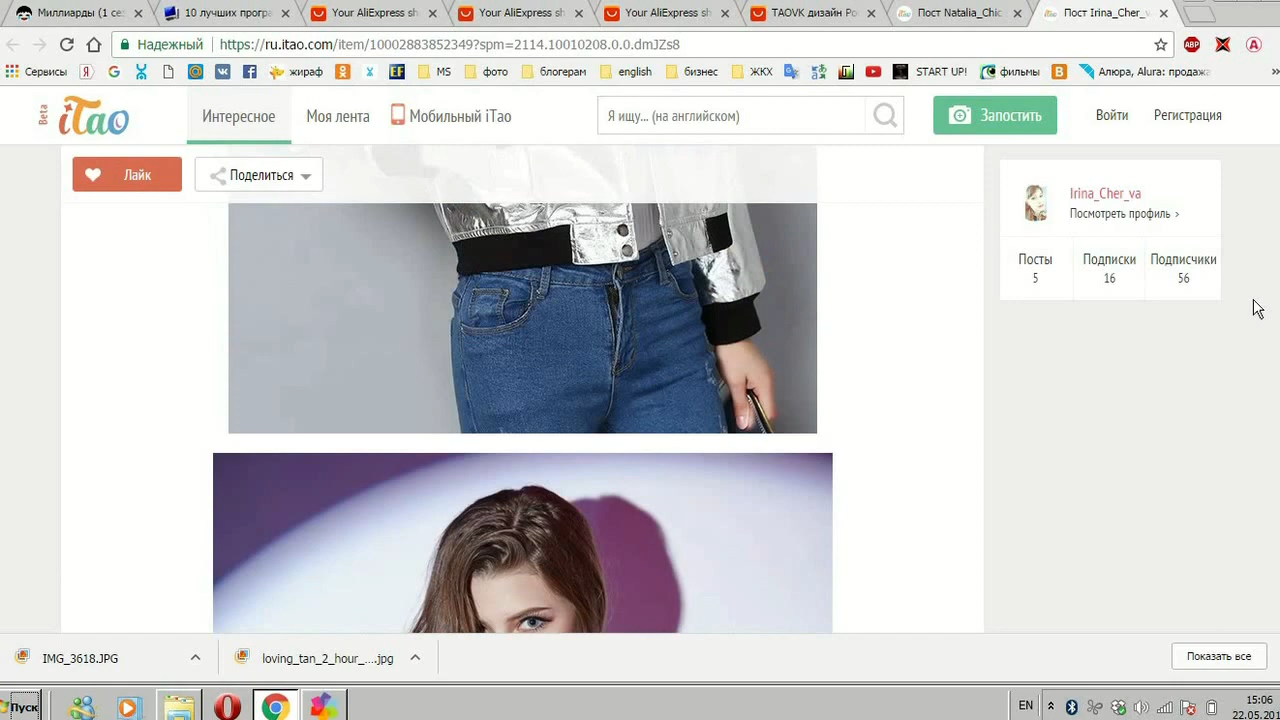 Миллиарды (1 сез
10 лучших програ
Your AliExpress sh
Your AliExpress sh
Your AliExpress sh
TAOVK дизайн Ро
Пост Natalia_Chic
Пост Irina_Cher_v
Надежный
https://ru.itao.com/item/10002883852349?spm=2114.10010208.0.0.dmJZs8
ABP
Сервисы
жираф
EF
MS
фото
блогерам
english
бизнес
ЖКХ
START UP!
фильмы
Алюра, Alura: продажа
Beta
iTao
Интересное
Моя лента
Мобильный iTao
Я ищу... (на английском)
Запостить
Войти
Регистрация
Лайк
Поделиться
Irina_Cher_va
Посмотреть профиль ›
Посты
5
Подписки
16
Подписчики
56
IMG_3618.JPG
loving_tan_2_hour_....jpg
Показать все
Пуск
EN
15:06
22.05.201